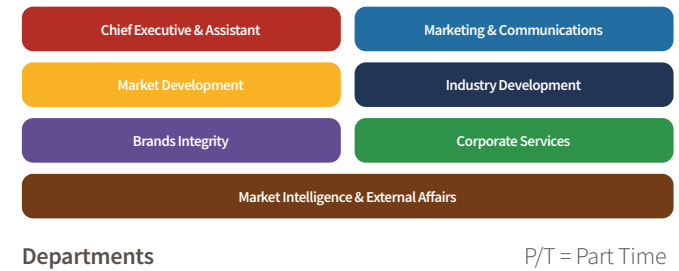 Chief Executive & Assistant
Marketing & Communications
Market Development
Industry Development
Brands Integrity
Corporate Services
Market Intelligence & External Affairs
Departments
P/T = Part Time